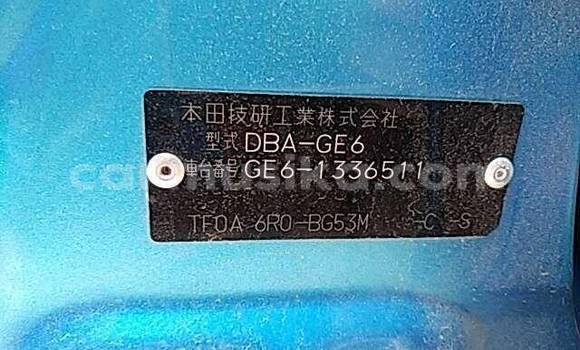 本田技研工業株式会社
型式 DBA-GE6
車台番号 GE6-1336511
TF0A 6R0-BG53M -C -S